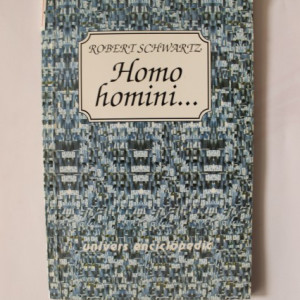 ROBERT SCHWARTZ
Homo
homini...
univers enciclopedic